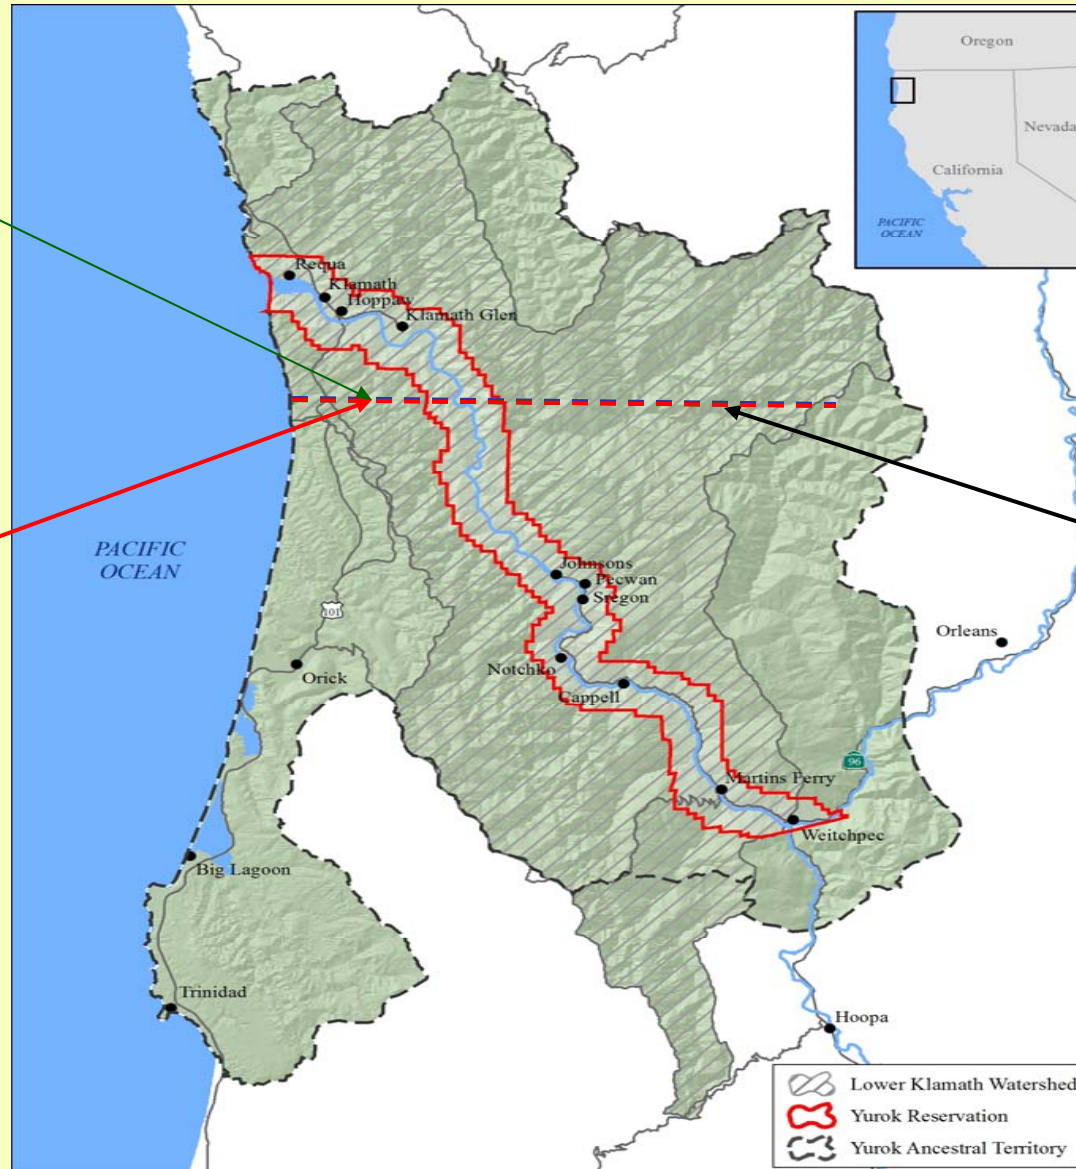 Oregon
Nevada
California
PACIFIC
OCEAN
Requa
Klamath
Hoppaw
Klamath Glen
PACIFIC
OCEAN
Johnsons
Pecwan
Sregon
101
Orleans
Notchko
Orick
Cappell
96
Martins Ferry
Weitchpec
Big Lagoon
Trinidad
Hoopa
Lower Klamath Watershed
Yurok Reservation
Yurok Ancestral Territory